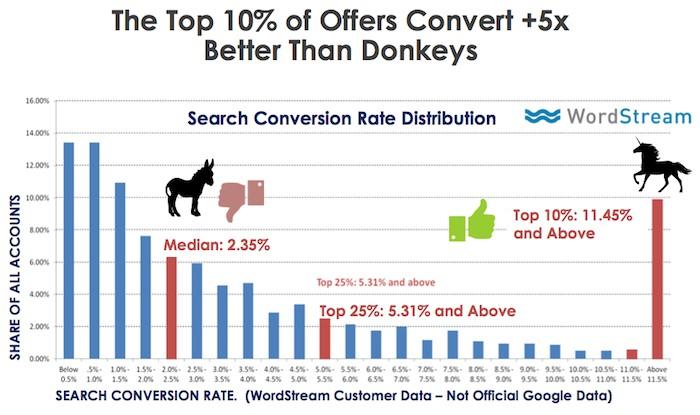 The Top 10% of Offers Convert +5x
Better Than Donkeys
Search Conversion Rate Distribution
WordStream
16.00%
14.00%
12.00%
10.00%
8.00%
6.00%
4.00%
2.00%
0.00%
SHARE OF ALL ACCOUNTS
Median: 2.35%
Top 10%: 11.45%
and Above
Top 25%: 5.31% and above
Top 25%: 5.31% and Above
Below .5%- 1.0%- 1.5%- 2.0%- 2.5%- 3.0%- 3.5%- 4.0%- 4.5%- 5.0%- 5.5%- 6.0%- 6.5%- 7.0%- 7.5%- 8.0%- 8.5%- 9.0%- 9.5%- 10.0%- 10.5%- 11.0%- Above
0.5% 1.0% 1.5% 2.0% 2.5% 3.0% 3.5% 4.0% 4.5% 5.0% 5.5% 6.0% 6.5% 7.0% 7.5% 8.0% 8.5% 9.0% 9.5% 10.0% 10.5% 11.0% 11.5% 11.5%
SEARCH CONVERSION RATE. (WordStream Customer Data – Not Official Google Data)